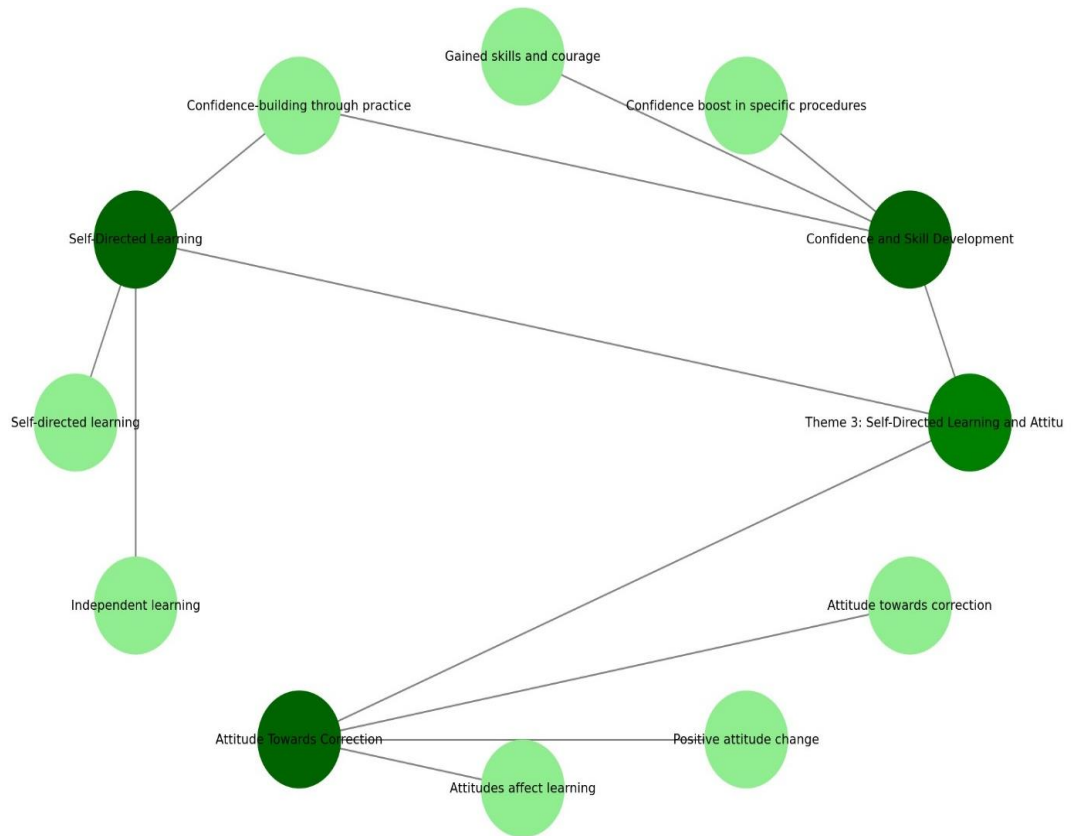 Gained skills and courage
Confidence-building through practice
Confidence boost in specific procedures
Self-Directed Learning
Confidence and Skill Development
Self-directed learning
Theme 3: Self-Directed Learning and Attitu
Independent learning
Attitude towards correction
Attitude Towards Correction
Positive attitude change
Attitudes affect learning